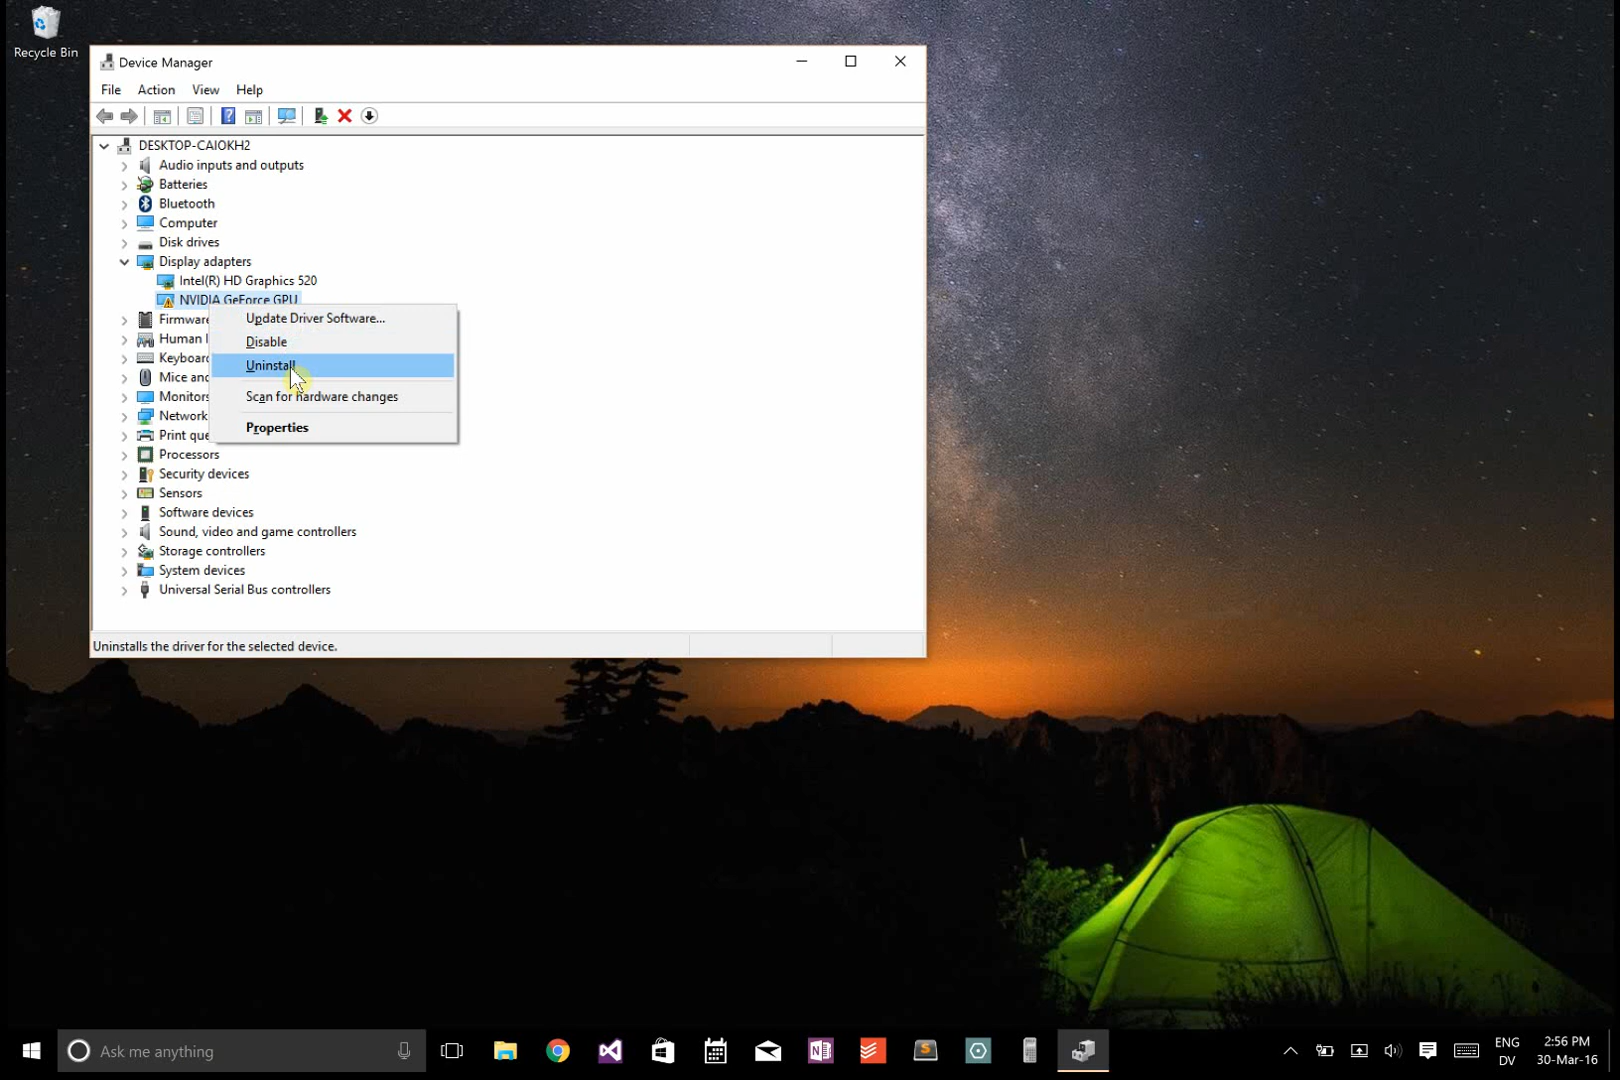 Recycle Bin
Device Manager
File Action View Help
DESKTOP-CAIOKH2
Audio inputs and outputs
Batteries
Bluetooth
Computer
Disk drives
Display adapters
Intel(R) HD Graphics 520
NVIDIA GeForce GPU
Firmware
Human I
Keyboard
Mice and
Monitors
Network
Print que
Processors
Security devices
Sensors
Software devices
Sound, video and game controllers
Storage controllers
System devices
Universal Serial Bus controllers
Update Driver Software...
Disable
Uninstall
Scan for hardware changes
Properties
Uninstalls the driver for the selected device.
Ask me anything
ENG
DV
2:56 PM
30-Mar-16